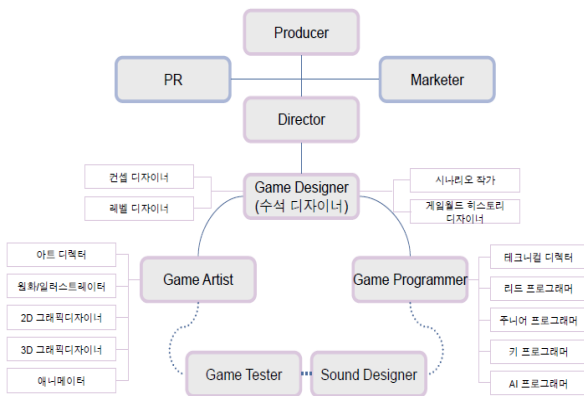 Producer
PR
Marketer
Director
컨셉 디자이너
레벨 디자이너
Game Designer
(수석 디자이너)
시나리오 작가
게임월드 히스토리
디자이너
아트 디렉터
원화/일러스트레이터
2D 그래픽디자이너
3D 그래픽디자이너
애니메이터
Game Artist
Game Programmer
테크니컬 디렉터
리드 프로그래머
주니어 프로그래머
키 프로그래머
AI 프로그래머
Game Tester
Sound Designer